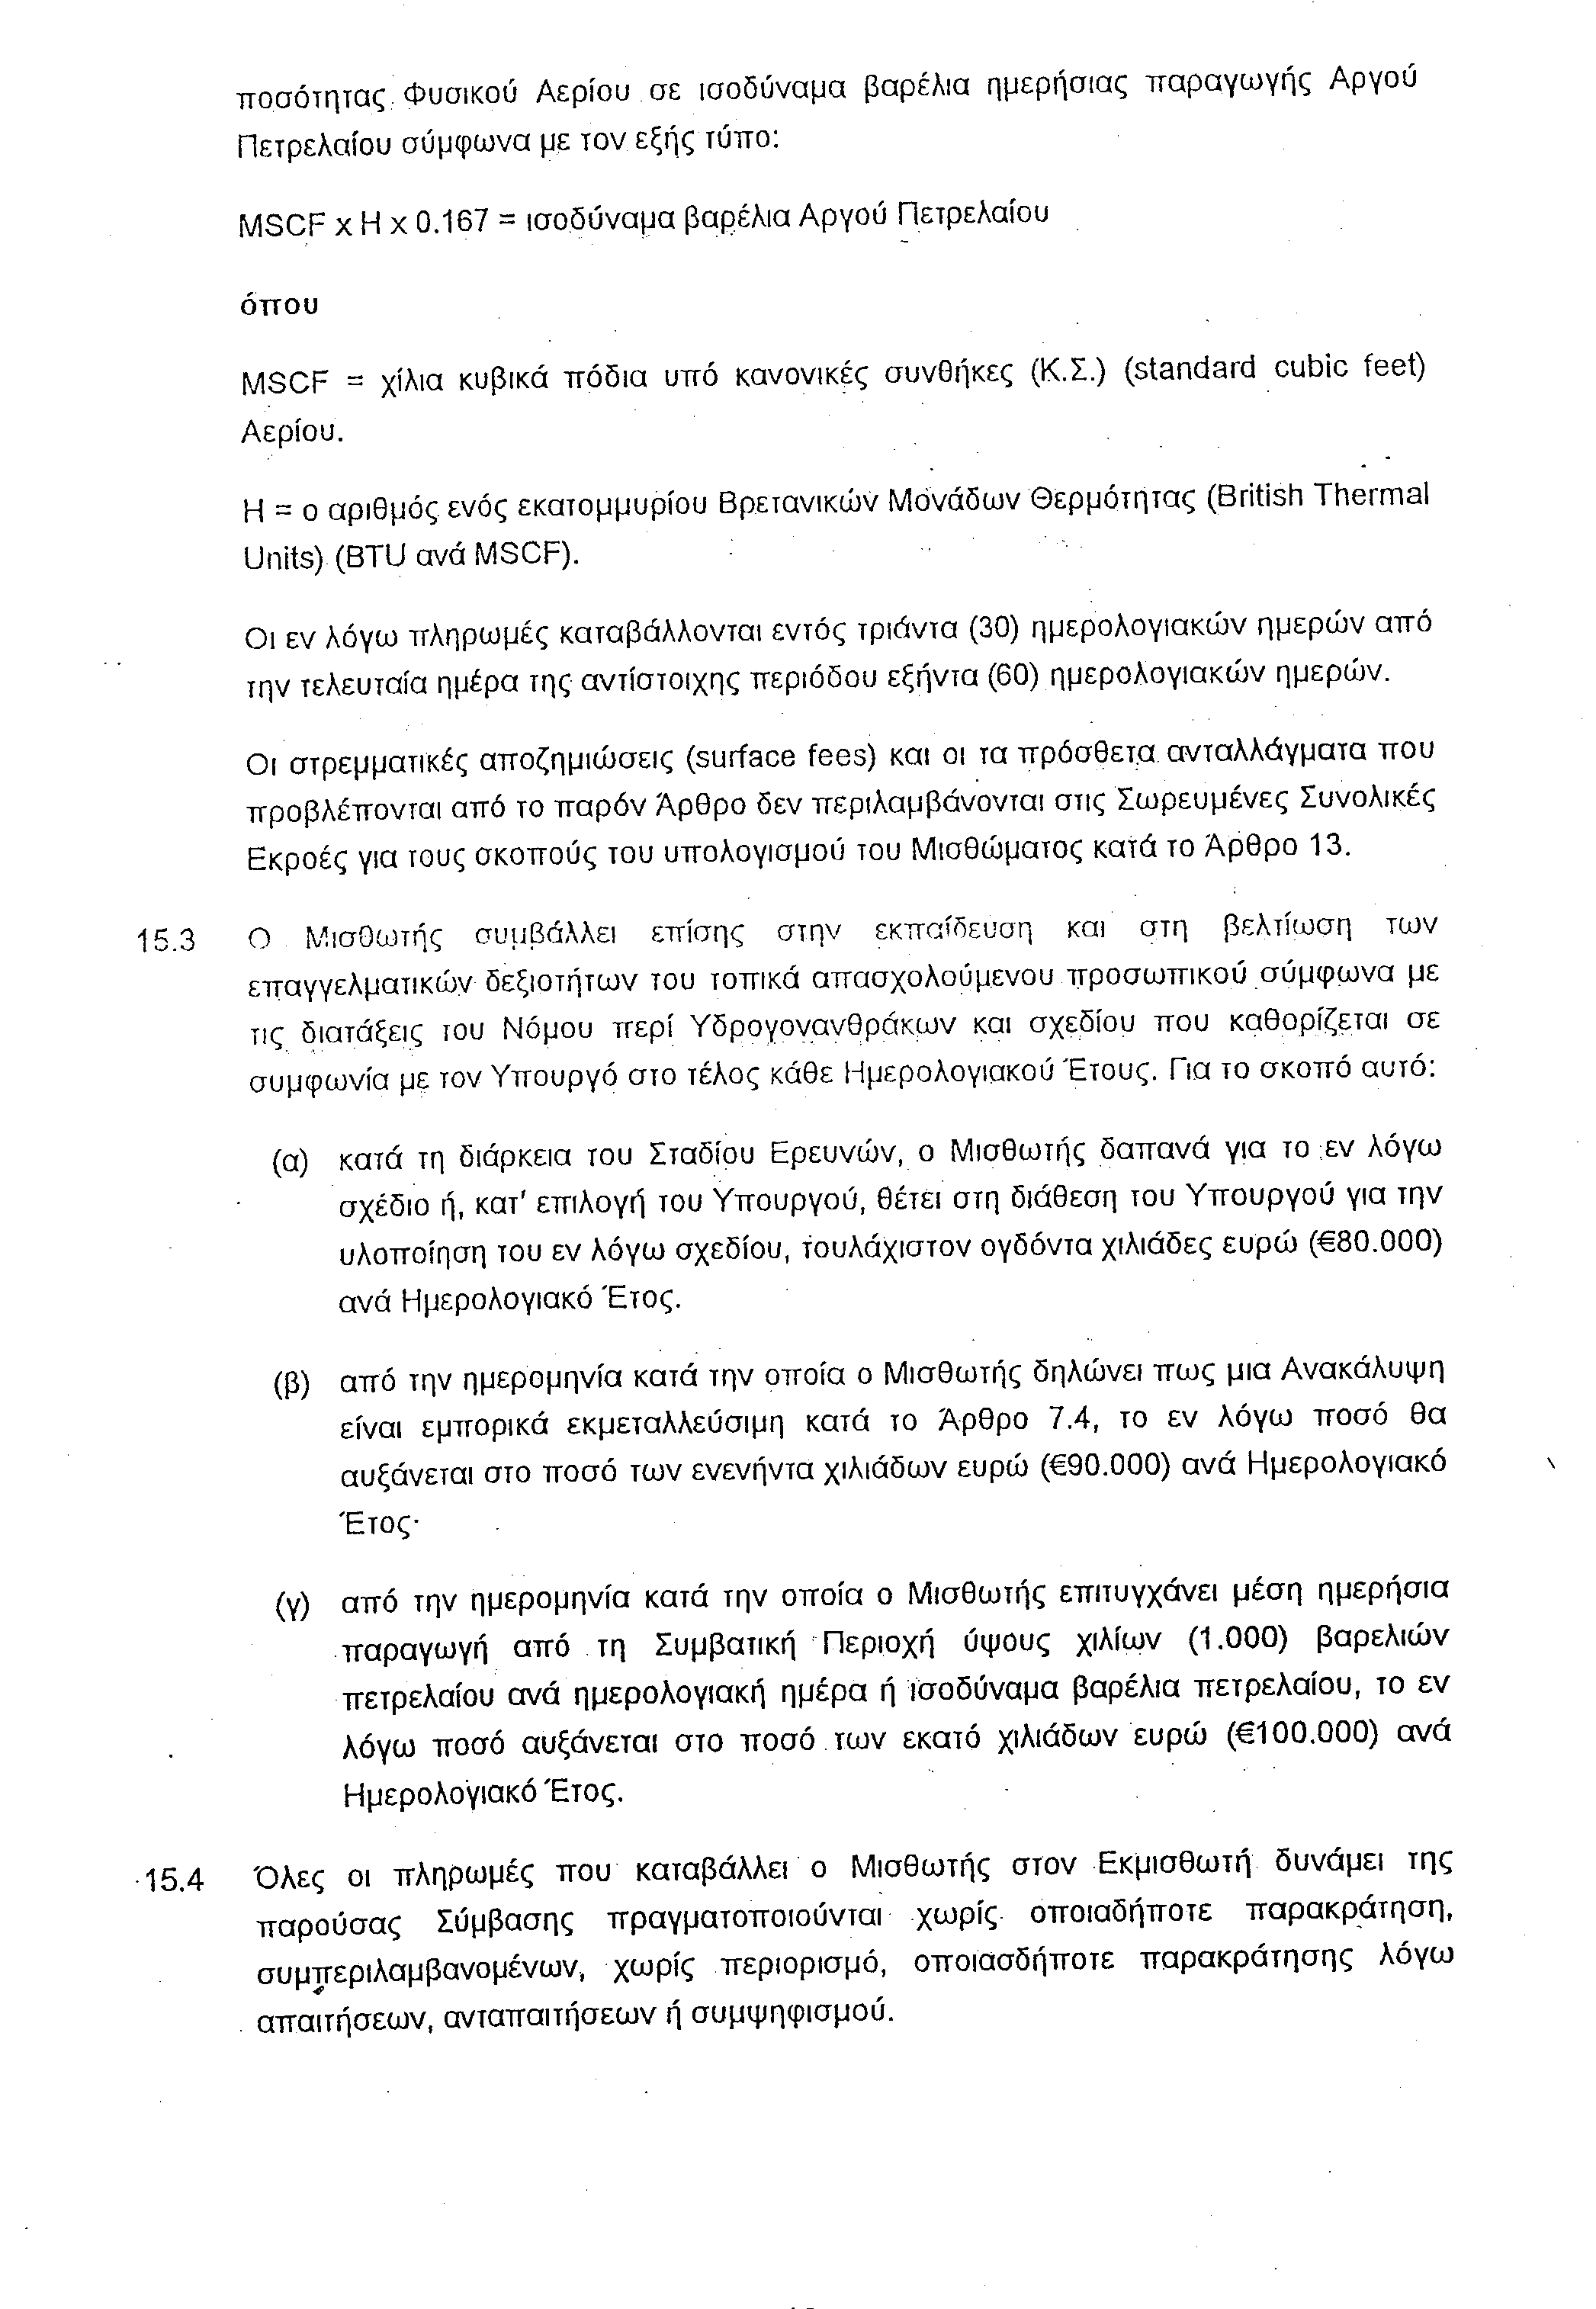 ποσότητας Φυσικού Αερίου σε ισοδύναμα βαρέλια ημερήσιας παραγωγής Αργού
Πετρελαίου σύμφωνα με τον εξής τύπο:
MSCF x H x 0.167 = ισοδύναμα βαρέλια Αργού Πετρελαίου
όπου
MSCF = χίλια κυβικά πόδια υπό κανονικές συνθήκες (Κ.Σ.) (standard cubic feet)
Αερίου.
H = ο αριθμός ενός εκατομμυρίου Βρετανικών Μονάδων Θερμότητας (British Thermal
Units) (BTU ανά MSCF).
Οι εν λόγω πληρωμές καταβάλλονται εντός τριάντα (30) ημερολογιακών ημερών από
την τελευταία ημέρα της αντίστοιχης περιόδου εξήντα (60) ημερολογιακών ημερών.
Οι στρεμματικές αποζημιώσεις (surface fees) και οι τα πρόσθετα ανταλλάγματα που
προβλέπονται από το παρόν Άρθρο δεν περιλαμβάνονται στις Σωρευμένες Συνολικές
Εκροές για τους σκοπούς του υπολογισμού του Μισθώματος κατά το Άρθρο 13.
15.3 Ο Μισθωτής συμβάλλει επίσης στην εκπαίδευση και στη βελτίωση των
επαγγελματικών δεξιοτήτων του τοπικά απασχολούμενου προσωπικού σύμφωνα με
τις διατάξεις του Νόμου περί Υδρογονανθράκων και σχεδίου που καθορίζεται σε
συμφωνία με τον Υπουργό στο τέλος κάθε Ημερολογιακού Έτους. Για το σκοπό αυτό:
(α) κατά τη διάρκεια του Σταδίου Ερευνών, ο Μισθωτής δαπανά για το εν λόγω
σχέδιο ή, κατ' επιλογή του Υπουργού, θέτει στη διάθεση του Υπουργού για την
υλοποίηση του εν λόγω σχεδίου, τουλάχιστον ογδόντα χιλιάδες ευρώ (€80.000)
ανά Ημερολογιακό Έτος.
(β) από την ημερομηνία κατά την οποία ο Μισθωτής δηλώνει πως μια Ανακάλυψη
είναι εμπορικά εκμεταλλεύσιμη κατά το Άρθρο 7.4, το εν λόγω ποσό θα
αυξάνεται στο ποσό των ενενήντα χιλιάδων ευρώ (€90.000) ανά Ημερολογιακό
Έτος·
(γ) από την ημερομηνία κατά την οποία ο Μισθωτής επιτυγχάνει μέση ημερήσια
παραγωγή από τη Συμβατική Περιοχή ύψους χιλίων (1.000) βαρελιών
πετρελαίου ανά ημερολογιακή ημέρα ή ισοδύναμα βαρέλια πετρελαίου, το εν
λόγω ποσό αυξάνεται στο ποσό των εκατό χιλιάδων ευρώ (€100.000) ανά
Ημερολογιακό Έτος.
15.4 Όλες οι πληρωμές που καταβάλλει ο Μισθωτής στον Εκμισθωτή δυνάμει της
παρούσας Σύμβασης πραγματοποιούνται χωρίς οποιαδήποτε παρακράτηση,
συμπεριλαμβανομένων, χωρίς περιορισμό, οποιασδήποτε παρακράτησης λόγω
απαιτήσεων, ανταπαιτήσεων ή συμψηφισμού.